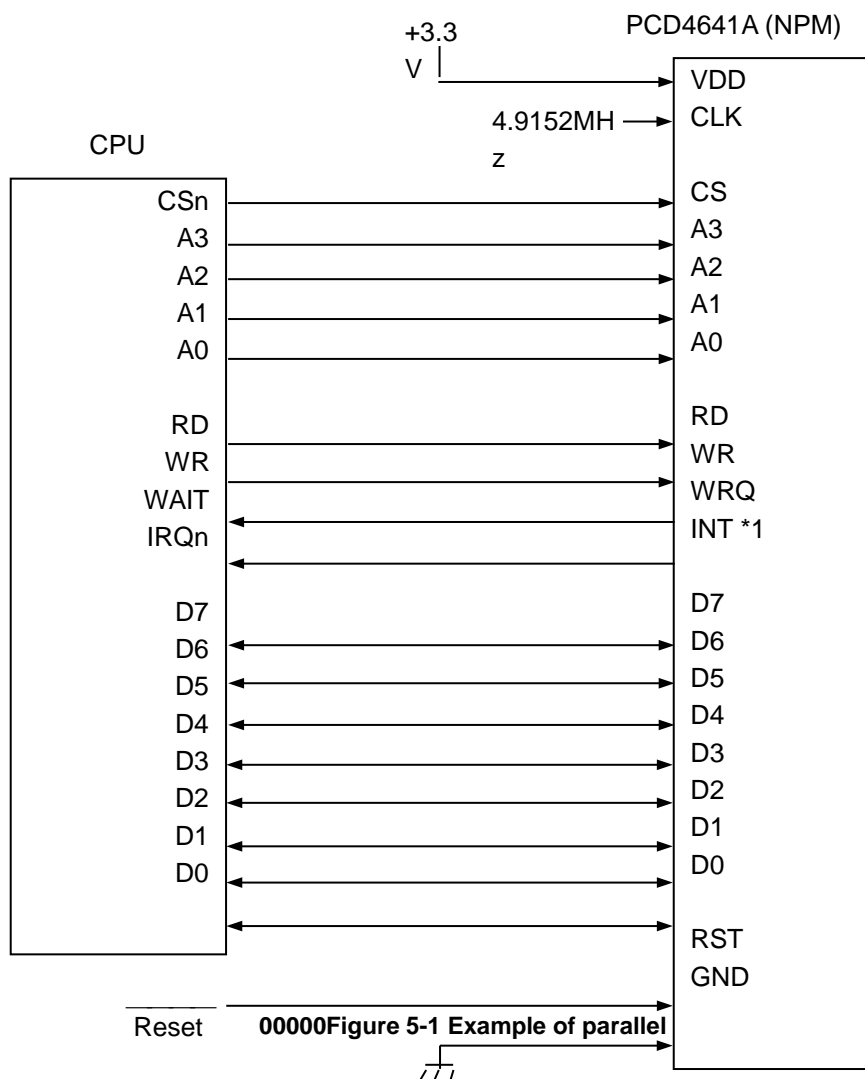 PCD4641A (NPM)
+3.3
V
VDD
4.9152MH
z
CLK
CPU
CSn
A3
A2
A1
A0
RD
WR
WAIT
IRQn
D7
D6
D5
D4
D3
D2
D1
D0
CS
A3
A2
A1
A0
RD
WR
WRQ
INT *1
D7
D6
D5
D4
D3
D2
D1
D0
RST
GND
Reset
00000Figure 5-1 Example of parallel